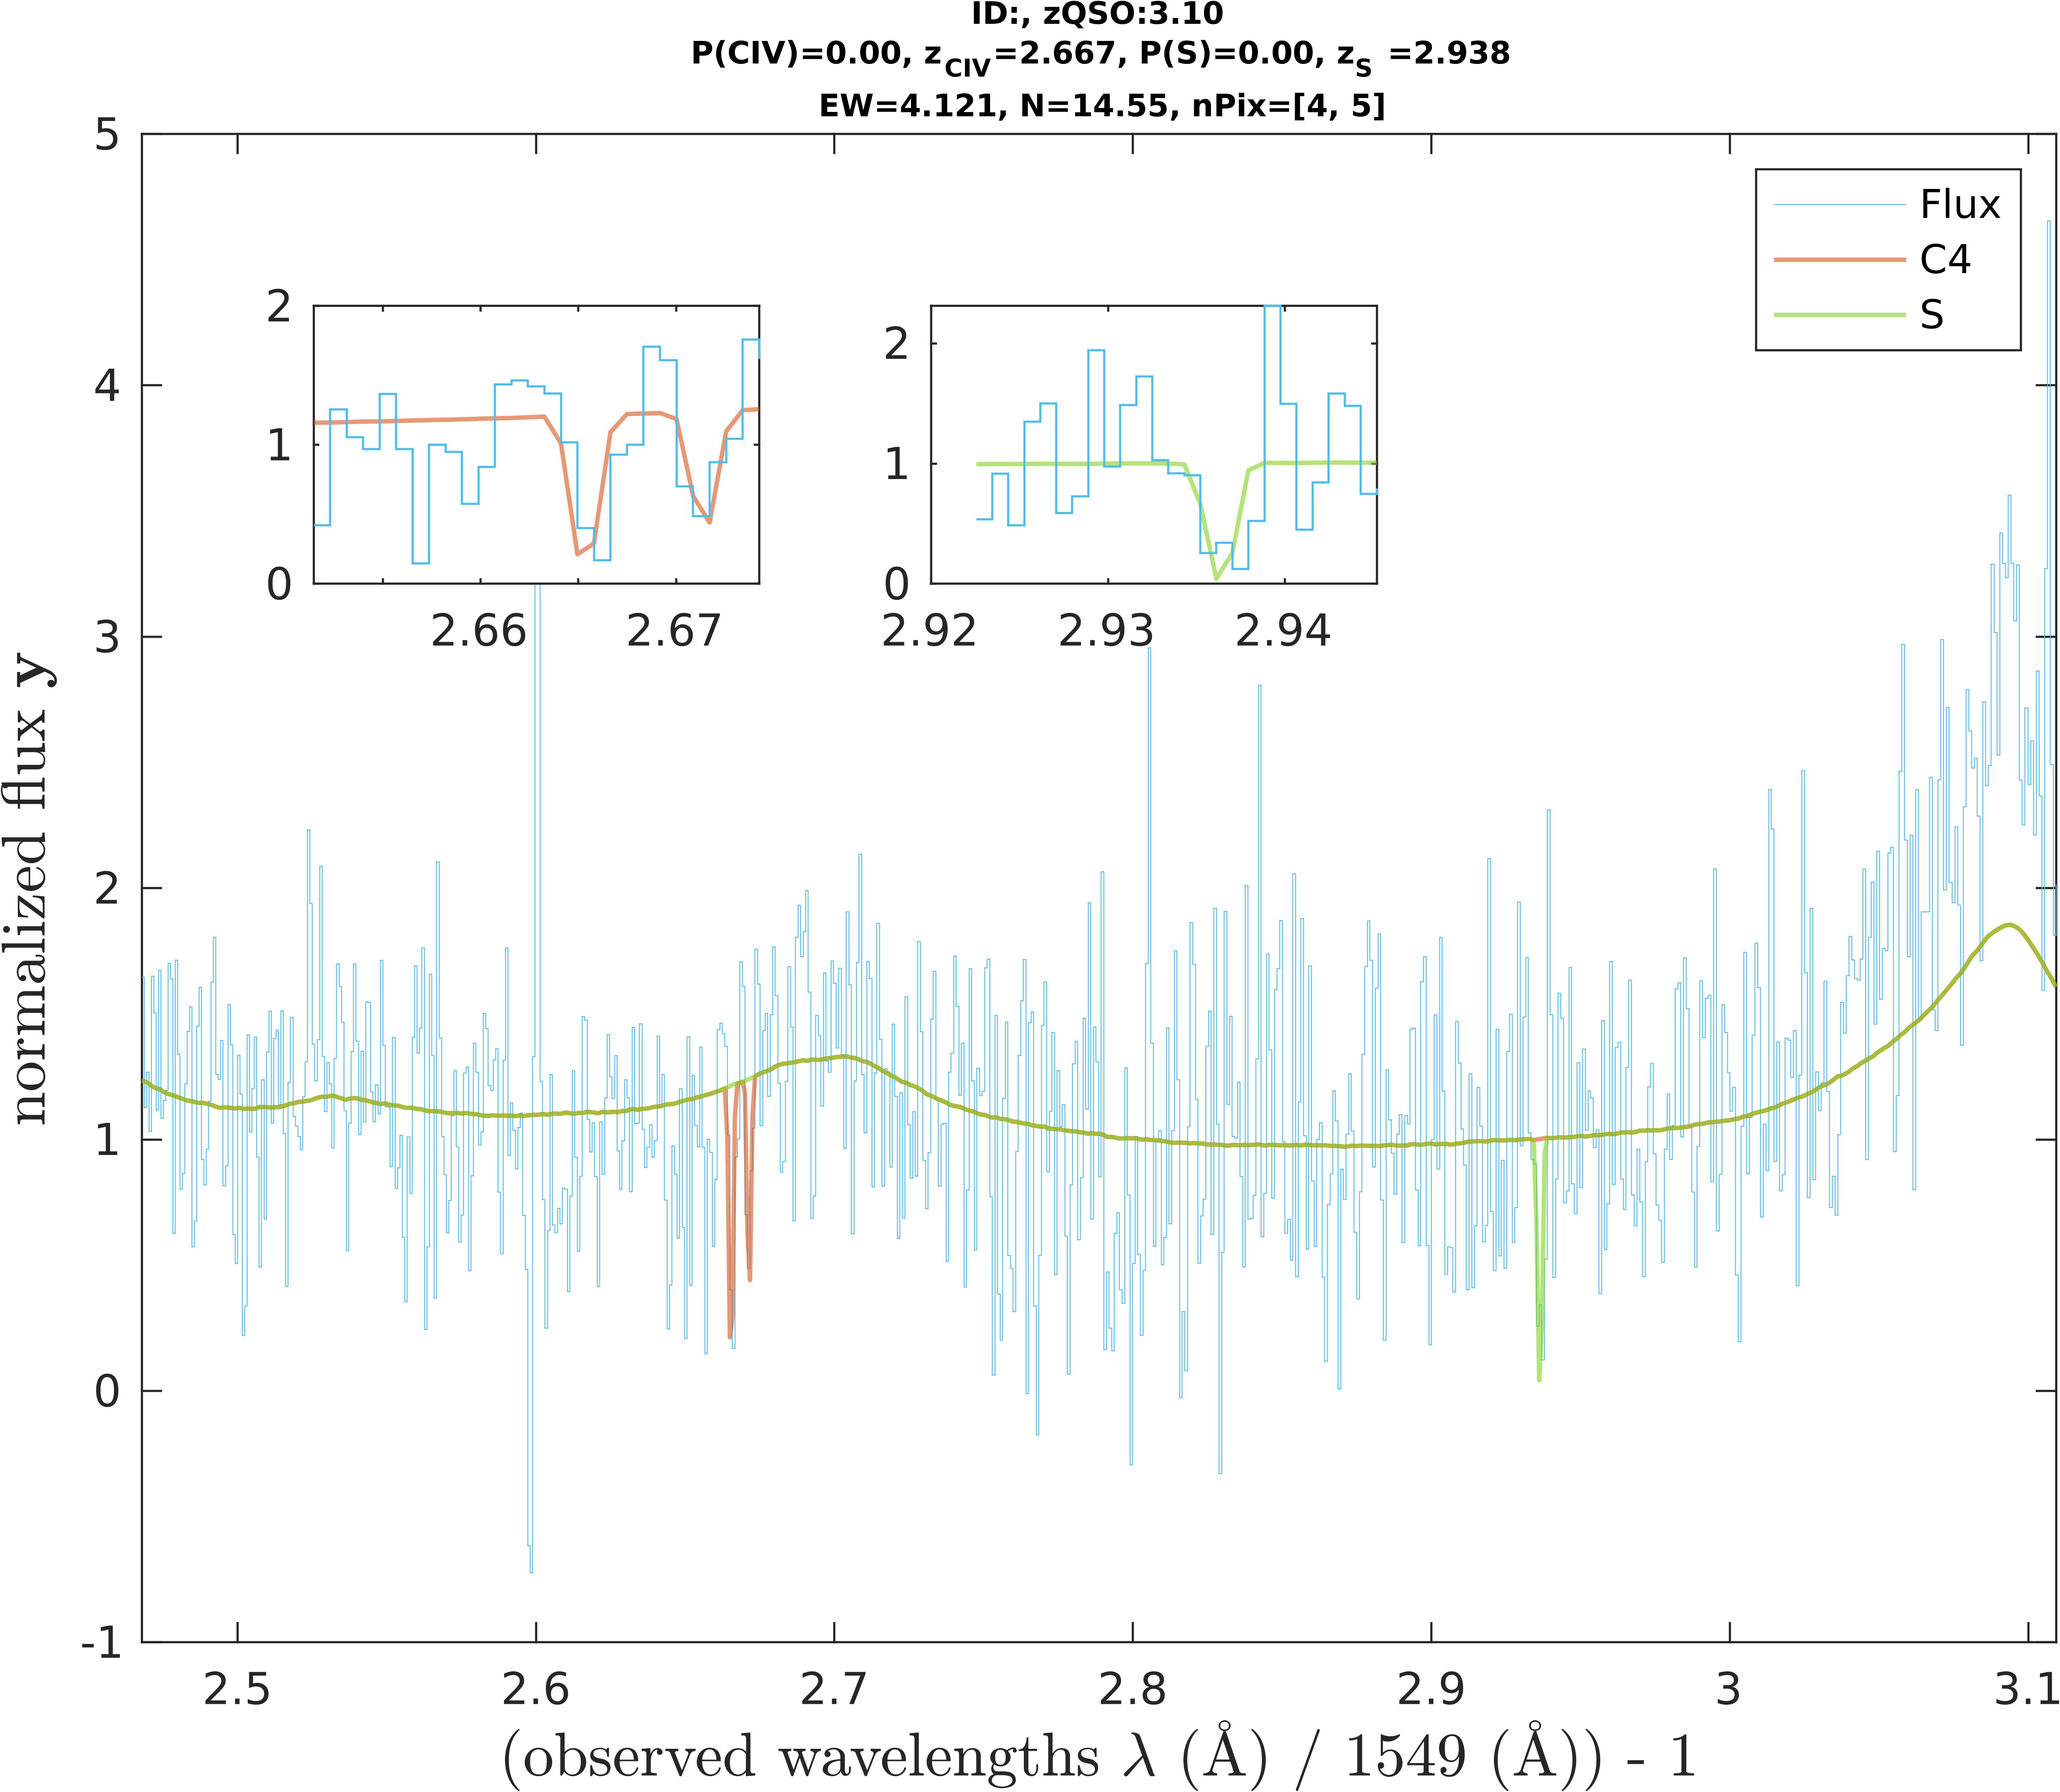 ID:, zQSO:3.10
P(CIV)=0.00, zCIV=2.667, P(S)=0.00, zS =2.938
EW=4.121, N=14.55, nPix=[4, 5]
5
4
3
2
1
0
-1
normalized flux y
Flux
C4
S
2
1
0
2.66 2.67
2
1
0
2.92 2.93 2.94
2.5 2.6 2.7 2.8 2.9 3 3.1
(observed wavelengths λ (Å) / 1549 (Å)) - 1